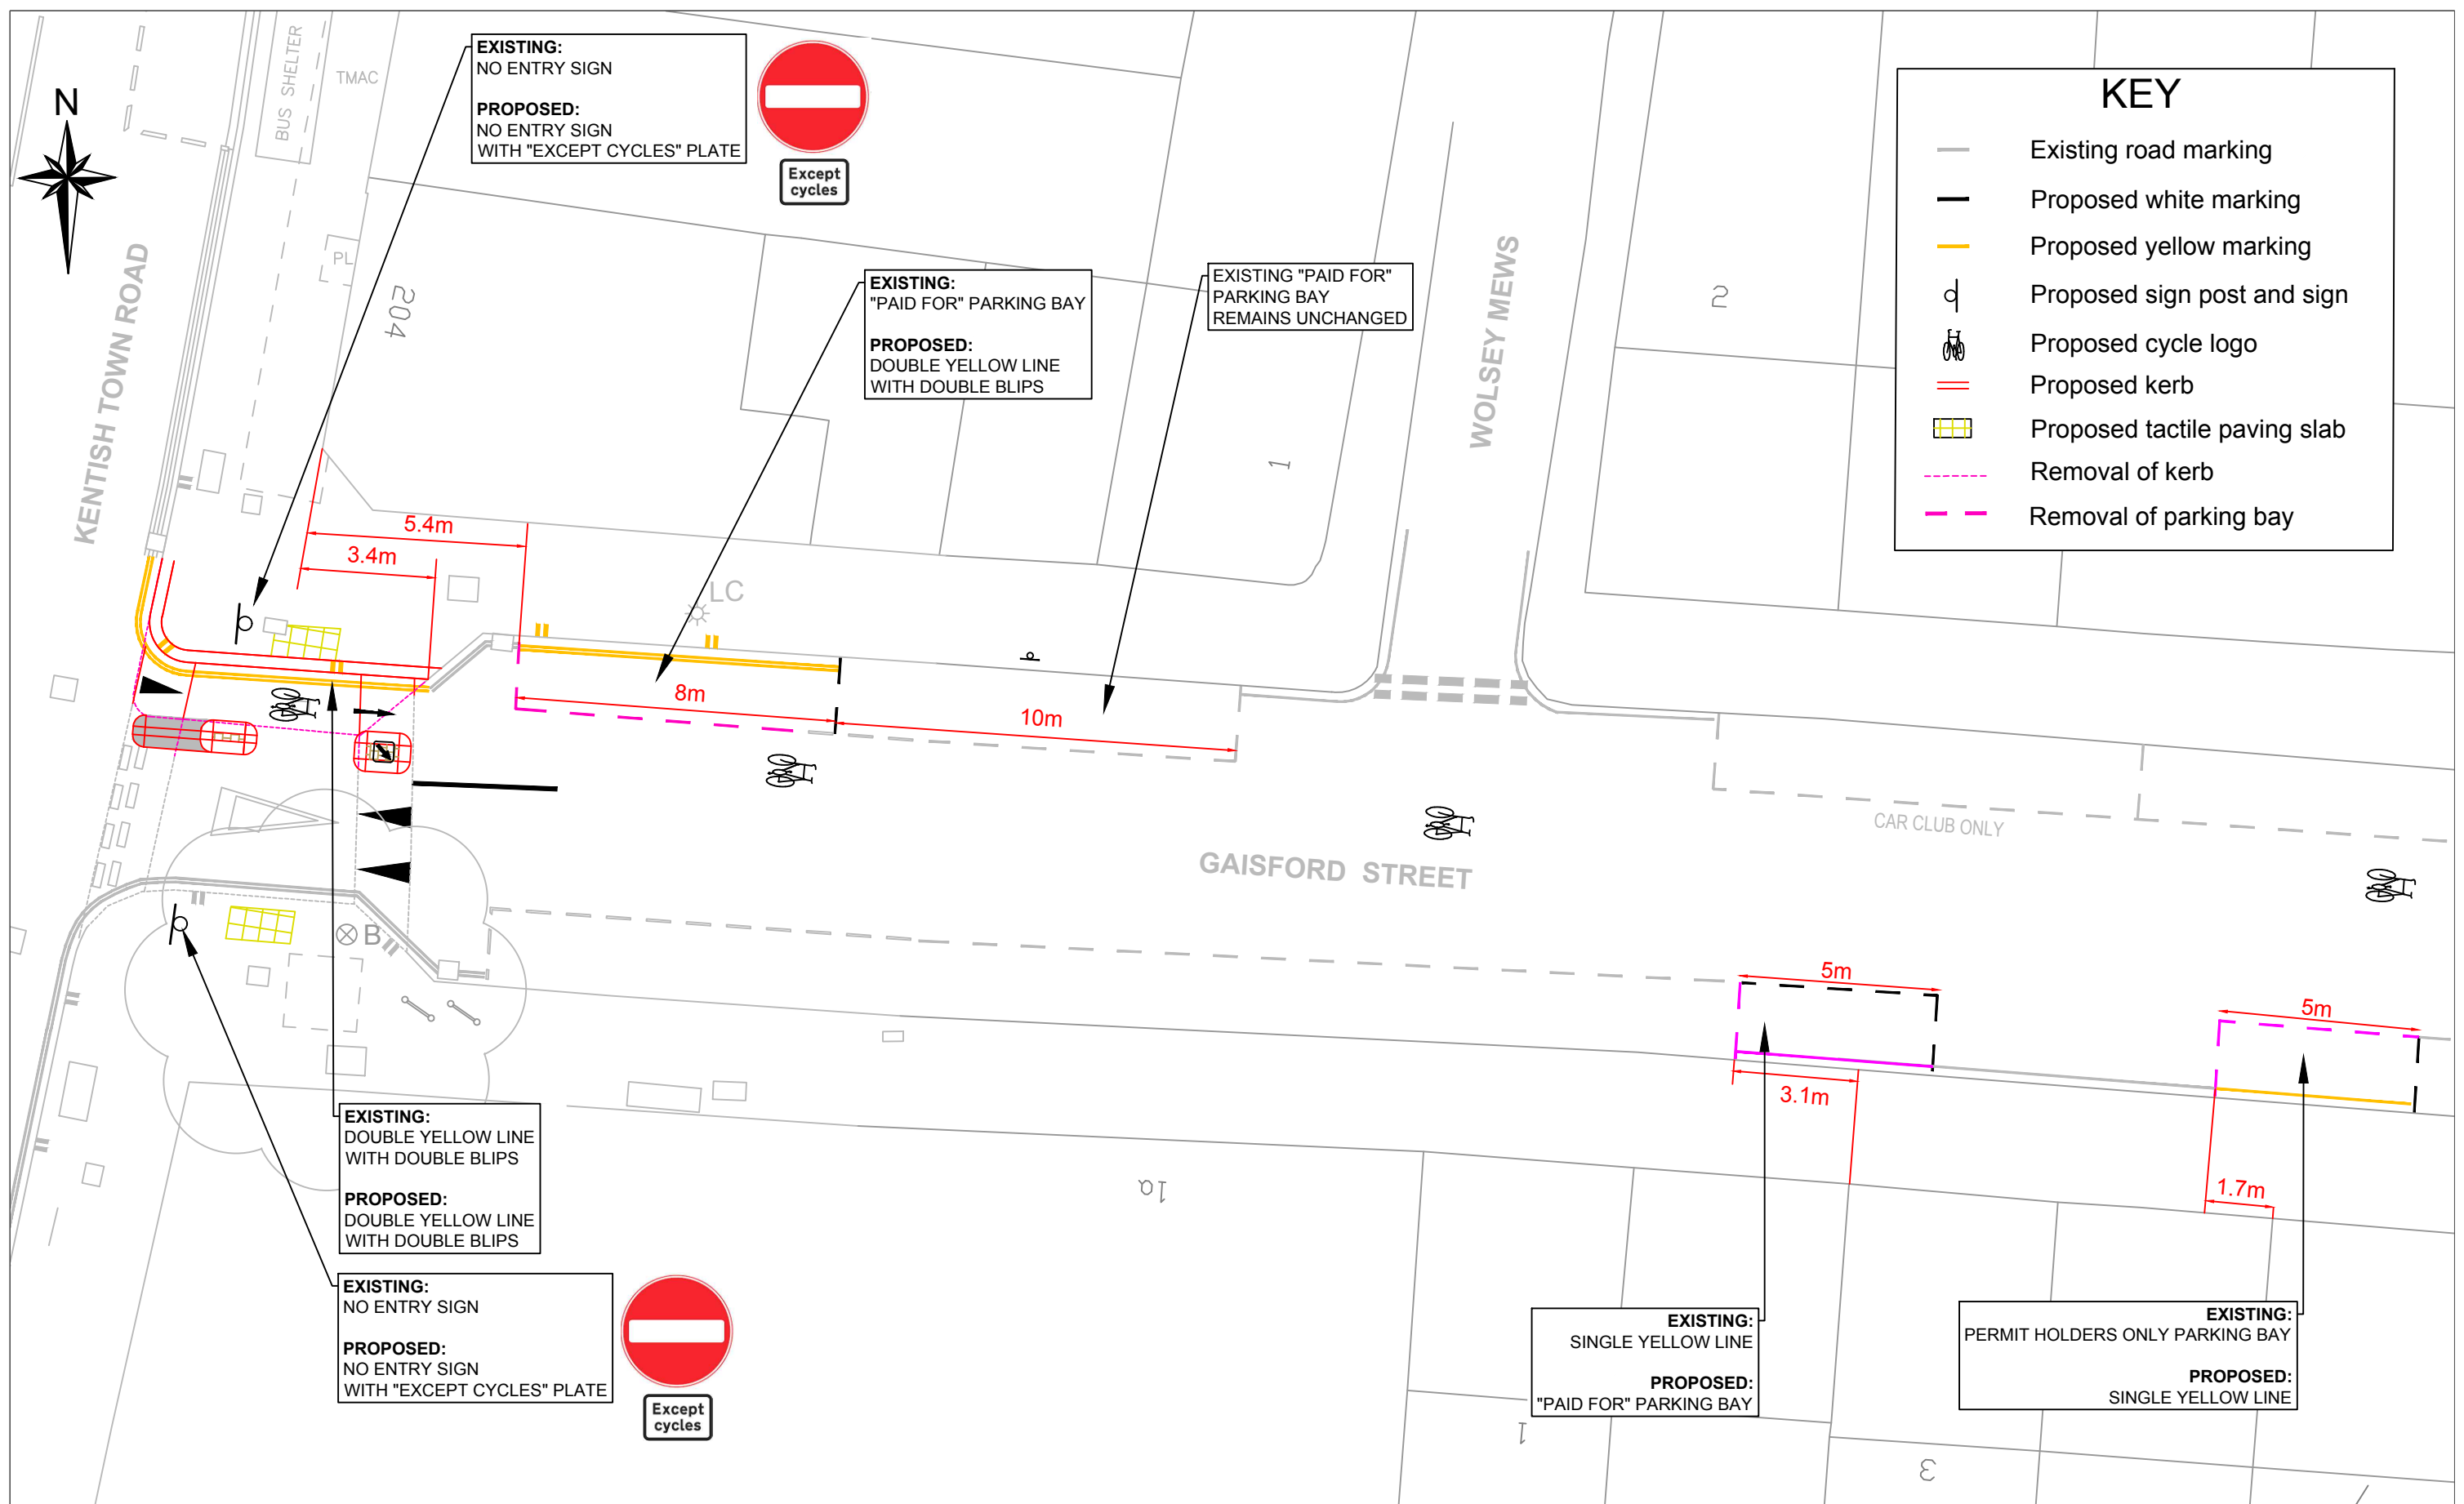 EXISTING:
NO ENTRY SIGN
PROPOSED:
NO ENTRY SIGN
WITH "EXCEPT CYCLES" PLATE
Except
cycles
BUS SHELTER
TMAC
N
KENTISH TOWN ROAD
PL
204
EXISTING:
"PAID FOR" PARKING BAY
PROPOSED:
DOUBLE YELLOW LINE
WITH DOUBLE BLIPS
EXISTING "PAID FOR"
PARKING BAY
REMAINS UNCHANGED
WOLSEY MEWS
1
2
KEY
Existing road marking
Proposed white marking
Proposed yellow marking
Proposed sign post and sign
Proposed cycle logo
Proposed kerb
Proposed tactile paving slab
Removal of kerb
Removal of parking bay
5.4m
3.4m
LC
8m
10m
CAR CLUB ONLY
GAISFORD STREET
B
5m
5m
3.1m
1.7m
1a
EXISTING:
DOUBLE YELLOW LINE
WITH DOUBLE BLIPS
PROPOSED:
DOUBLE YELLOW LINE
WITH DOUBLE BLIPS
EXISTING:
NO ENTRY SIGN
PROPOSED:
NO ENTRY SIGN
WITH "EXCEPT CYCLES" PLATE
Except
cycles
EXISTING:
SINGLE YELLOW LINE
PROPOSED:
"PAID FOR" PARKING BAY
EXISTING:
PERMIT HOLDERS ONLY PARKING BAY
PROPOSED:
SINGLE YELLOW LINE
1
3